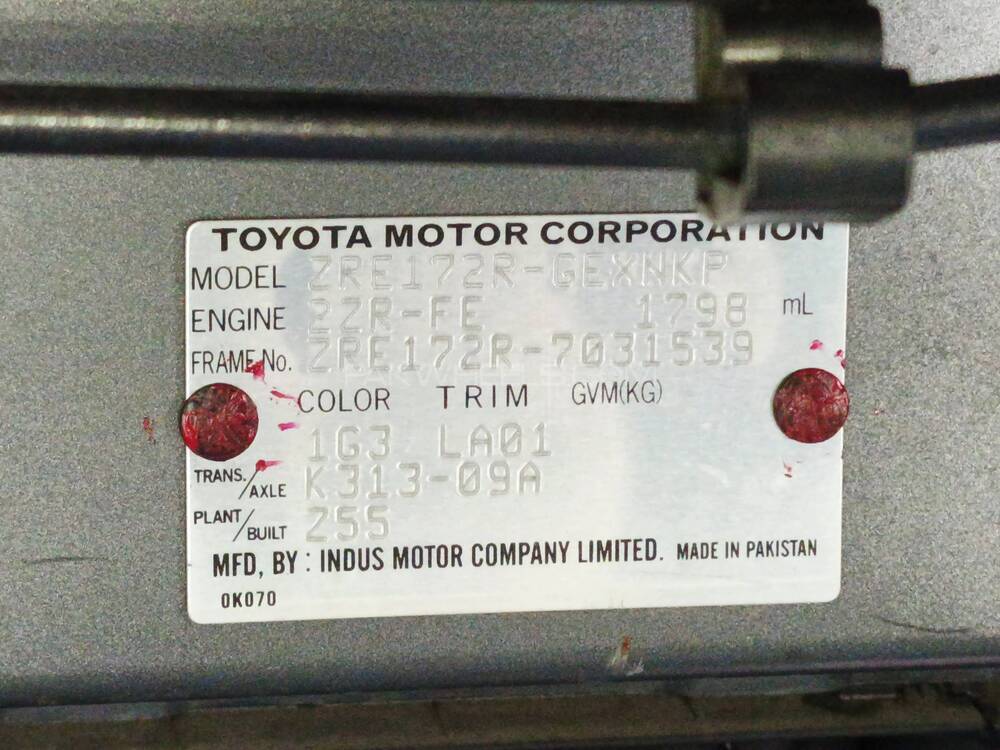 TOYOTA MOTOR CORPORATION
MODEL ZRE172R-GEXNKP
ENGINE 2ZR-FE 1798 mL
FRAME No. ZRE172R-7031539
COLOR TRIM GVM(KG)
1G3 LA01
TRANS./AXLE K313-09A
PLANT/BUILT Z55
MFD, BY : INDUS MOTOR COMPANY LIMITED. MADE IN PAKISTAN
0K070